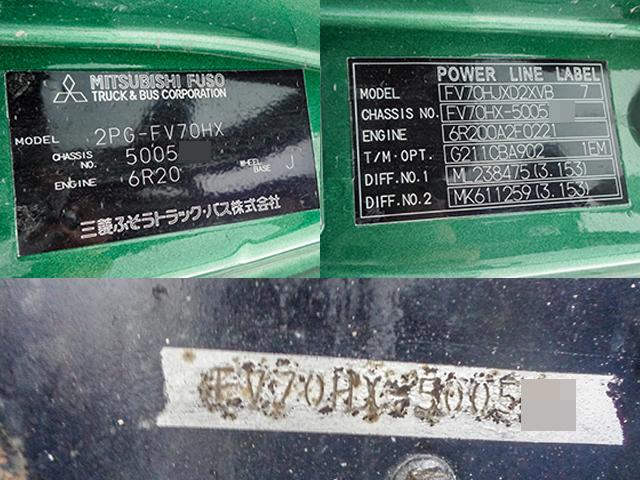 MITSUBISHI FUSO
TRUCK & BUS CORPORATION
MODEL 2PG-FV70HX
CHASSIS NO. 5005
ENGINE 6R20 WHEEL BASE J
三菱ふそうトラック・バス株式会社
POWER LINE LABEL
MODEL FV70HJXD2XVB 7
CHASSIS NO. FV70HX-5005
ENGINE 6R200A2F0221
T/M. OPT. G211CBA902 1EM
DIFF.NO.1 ML238475(3.153)
DIFF.NO.2 MK611259(3.153)
FV70HX-5005